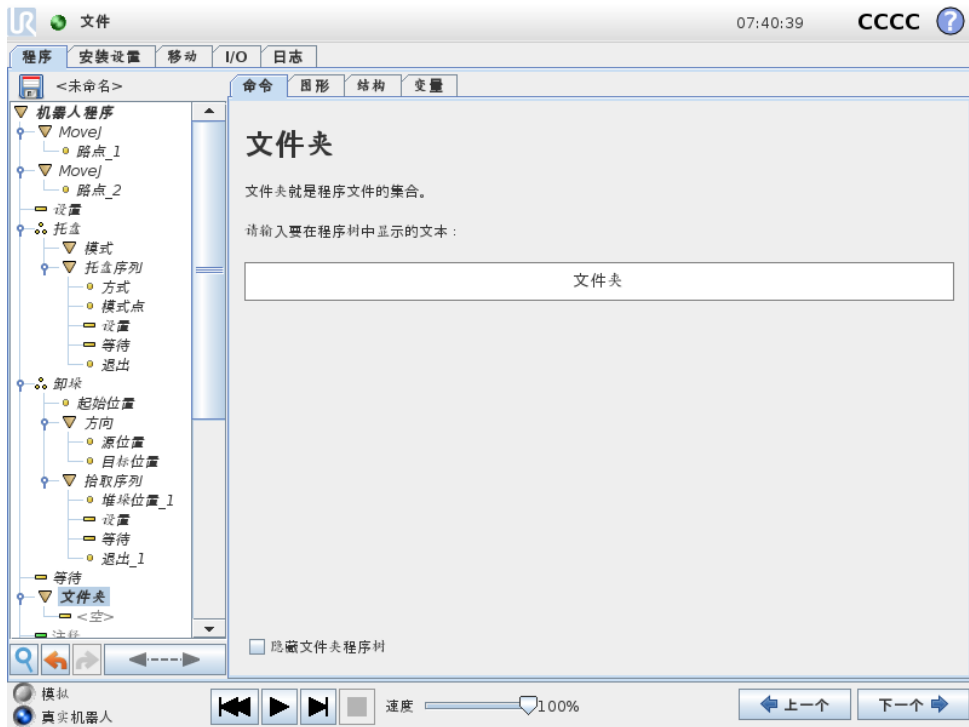 UR 文件 07:40:39 CCCC ?
程序 安装设置 移动 I/O 日志
<未命名>
命令 图形 结构 变量
机器人程序
MoveJ
路点_1
MoveJ
路点_2
设置
托盘
模式
托盘序列
方式
模式点
设置
等待
退出
卸垛
起始位置
方向
源位置
目标位置
拾取序列
堆垛位置_1
设置
等待
退出_1
等待
文件夹
<空>
注释
文件夹
文件夹就是程序文件的集合。
请输入要在程序树中显示的文本：
文件夹
隐藏文件夹程序树
模拟
真实机器人
速度 100%
上一个 下一个